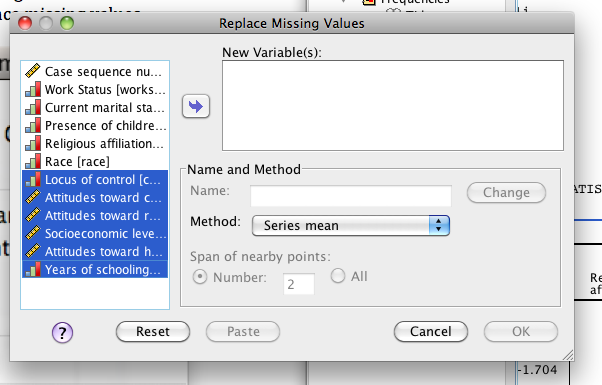 Frequencies
ce missing values
Replace Missing Values
New Variable(s):
Case sequence nu...
Work Status [works...
Current marital sta...
Presence of childre...
Religious affiliation...
Race [race]
Locus of control [c...
Attitudes toward c...
Attitudes toward r...
Socioeconomic leve...
Attitudes toward h...
Years of schooling...
Name and Method
Name:
Change
Method:
Series mean
Span of nearby points:
Number:
2
All
?
Reset
Paste
Cancel
OK
ATIS
Re
af
-1.704